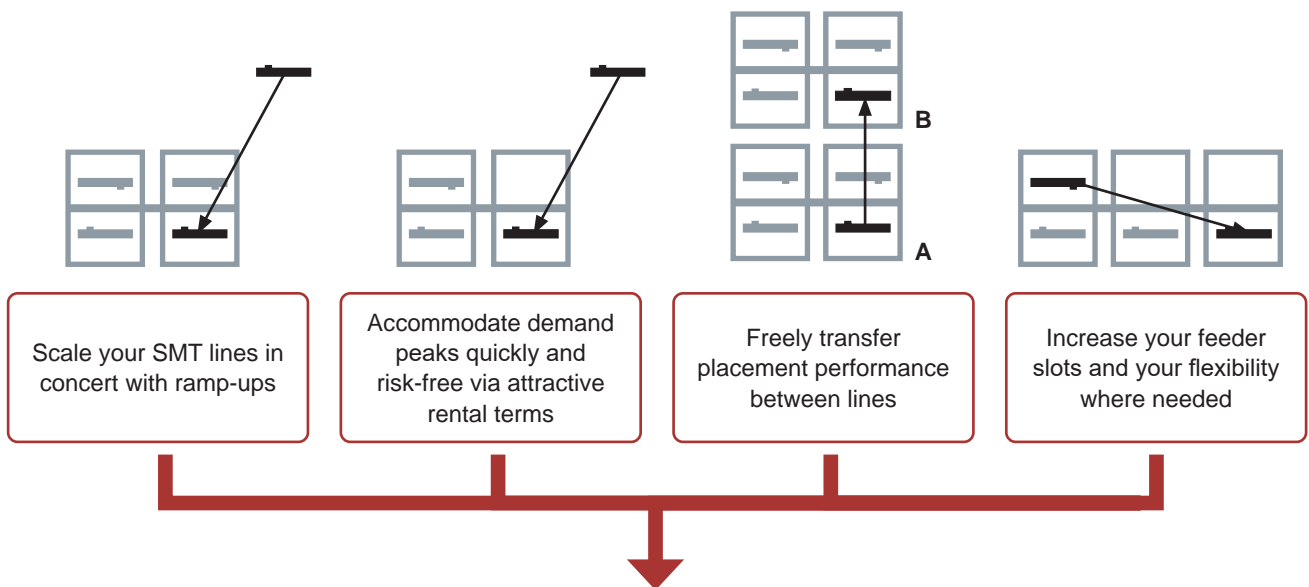 B
A
Scale your SMT lines in
concert with ramp-ups
Accommodate demand
peaks quickly and
risk-free via attractive
rental terms
Freely transfer
placement performance
between lines
Increase your feeder
slots and your flexibility
where needed